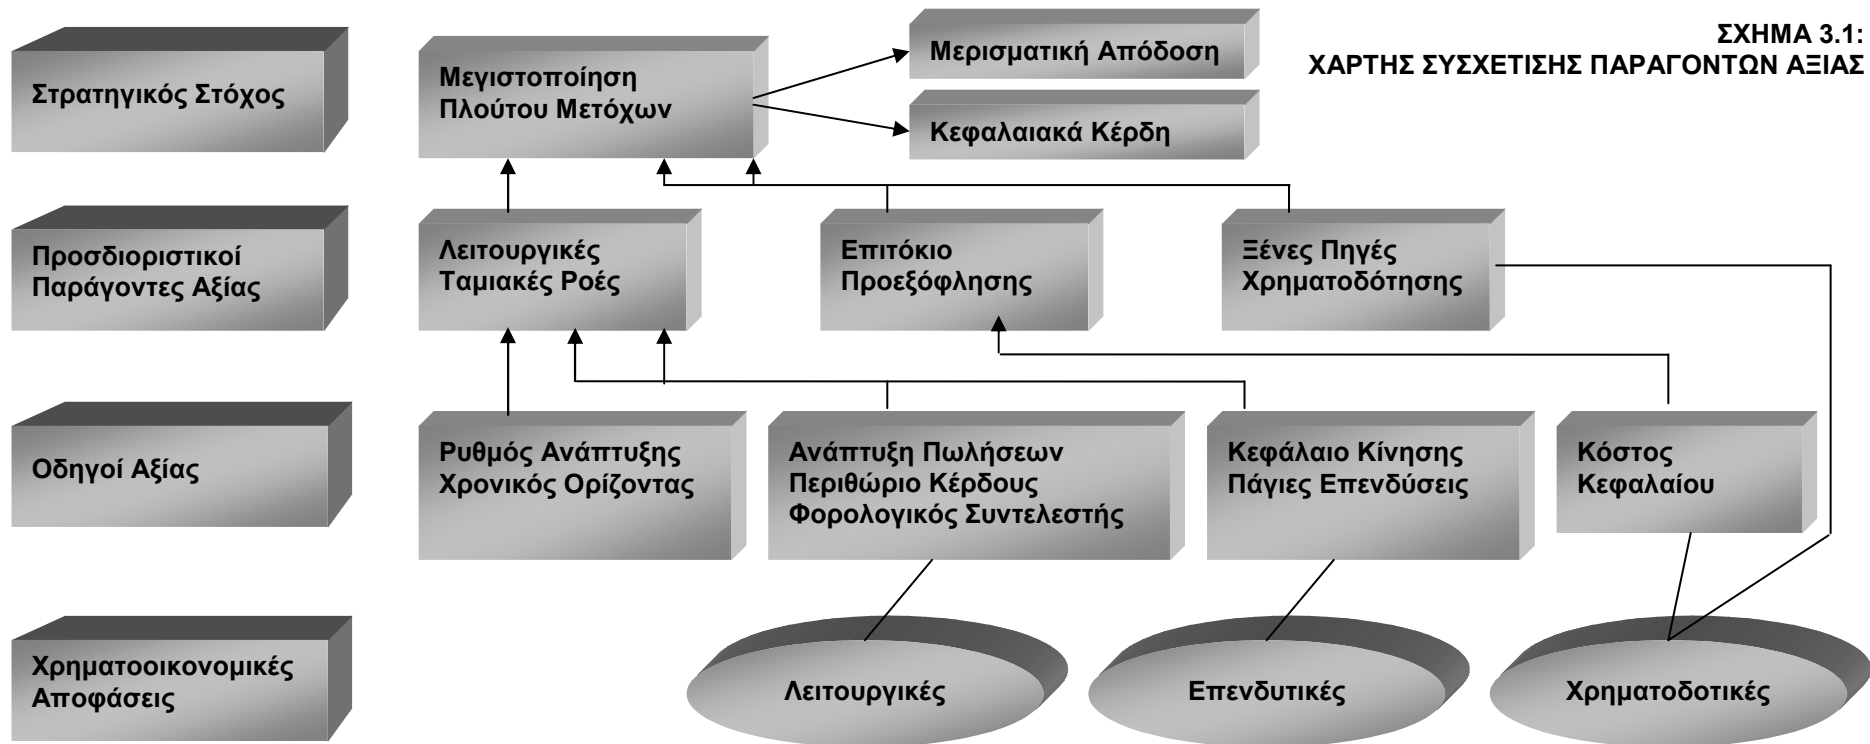 ΣΧΗΜΑ 3.1:
ΧΑΡΤΗΣ ΣΥΣΧΕΤΙΣΗΣ ΠΑΡΑΓΟΝΤΩΝ ΑΞΙΑΣ
Στρατηγικός Στόχος
Μεγιστοποίηση
Πλούτου Μετόχων
Μερισματική Απόδοση
Κεφαλαιακά Κέρδη
Προσδιοριστικοί
Παράγοντες Αξίας
Λειτουργικές
Ταμιακές Ροές
Επιτόκιο
Προεξόφλησης
Ξένες Πηγές
Χρηματοδότησης
Οδηγοί Αξίας
Ρυθμός Ανάπτυξης
Χρονικός Ορίζοντας
Ανάπτυξη Πωλήσεων
Περιθώριο Κέρδους
Φορολογικός Συντελεστής
Κεφάλαιο Κίνησης
Πάγιες Επενδύσεις
Κόστος
Κεφαλαίου
Χρηματοοικονομικές
Αποφάσεις
Λειτουργικές
Επενδυτικές
Χρηματοδοτικές